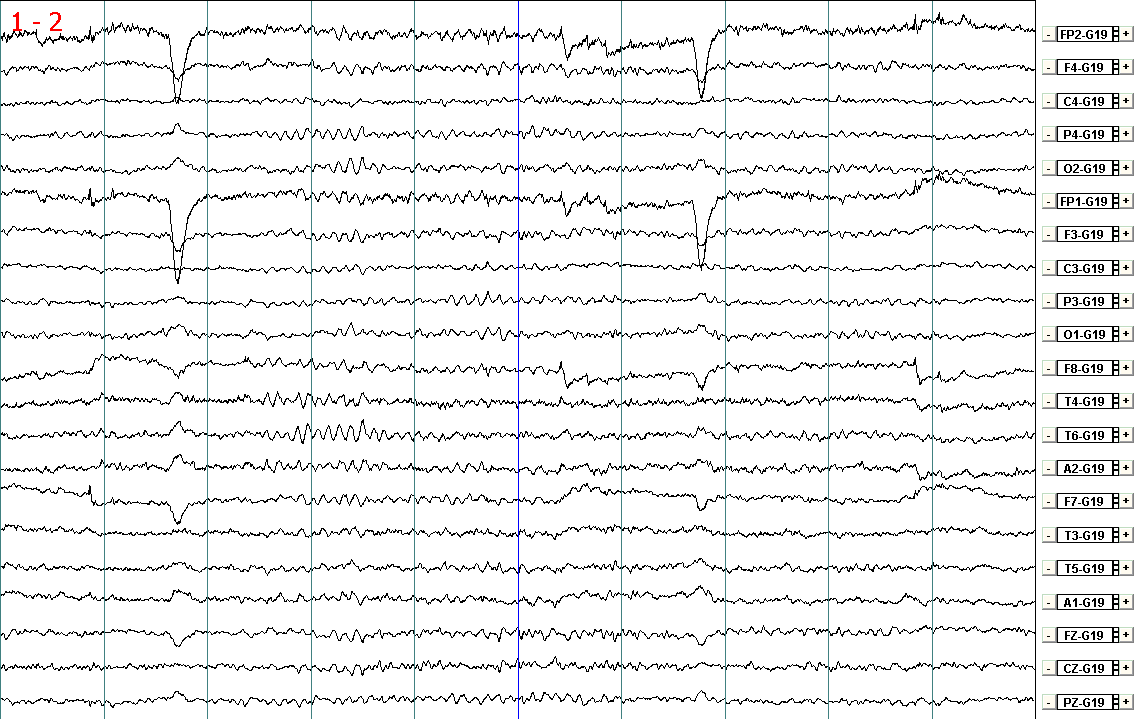 1 - 2
- FP2-G19 +
- F4-G19 +
- C4-G19 +
- P4-G19 +
- O2-G19 +
- FP1-G19 +
- F3-G19 +
- C3-G19 +
- P3-G19 +
- O1-G19 +
- F8-G19 +
- T4-G19 +
- T6-G19 +
- A2-G19 +
- F7-G19 +
- T3-G19 +
- T5-G19 +
- A1-G19 +
- FZ-G19 +
- CZ-G19 +
- PZ-G19 +